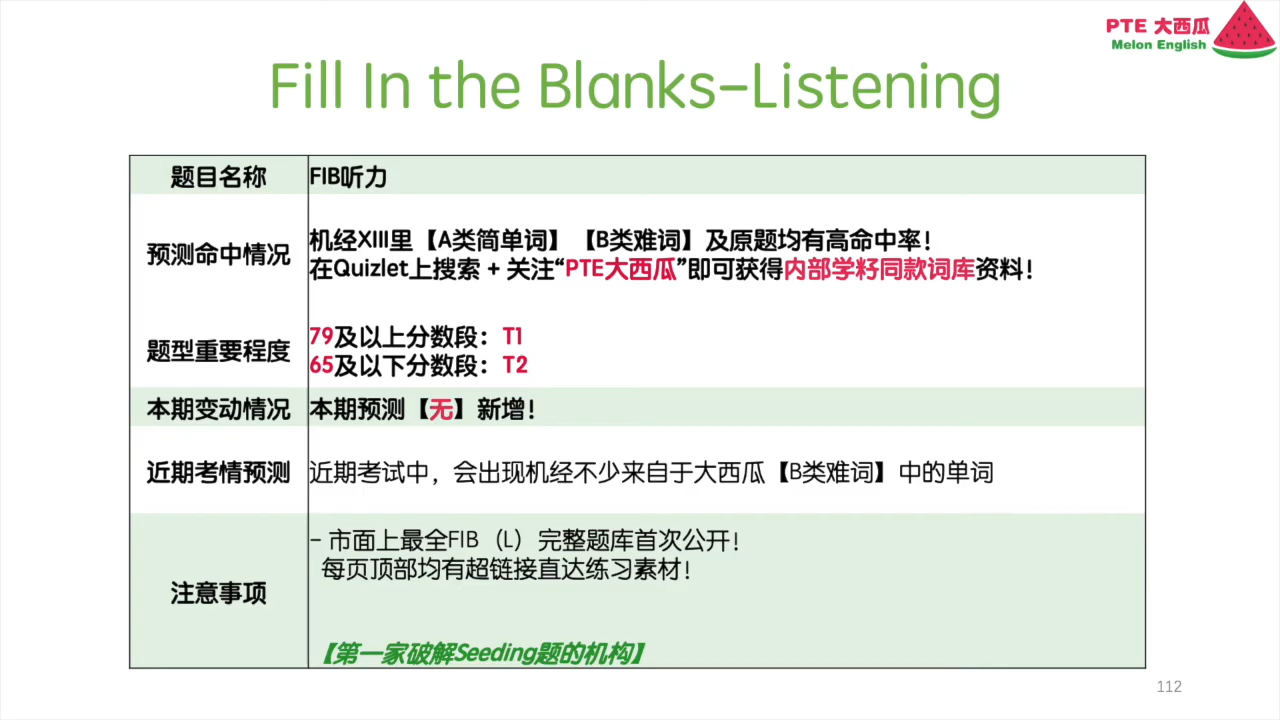 PTE 大西瓜
Melon English
Fill In the Blanks-Listening
题目名称
FIB听力
预测命中情况
机经XIII里【A类简单词】【B类难词】及原题均有高命中率！
在Quizlet上搜索 + 关注“PTE大西瓜”即可获得内部学籽同款词库资料！
题型重要程度
79及以上分数段：T1
65及以下分数段：T2
本期变动情况
本期预测【无】新增！
近期考情预测
近期考试中，会出现机经不少来自于大西瓜【B类难词】中的单词
注意事项
- 市面上最全FIB（L）完整题库首次公开！
每页顶部均有超链接直达练习素材！
【第一家破解Seeding题的机构】
112